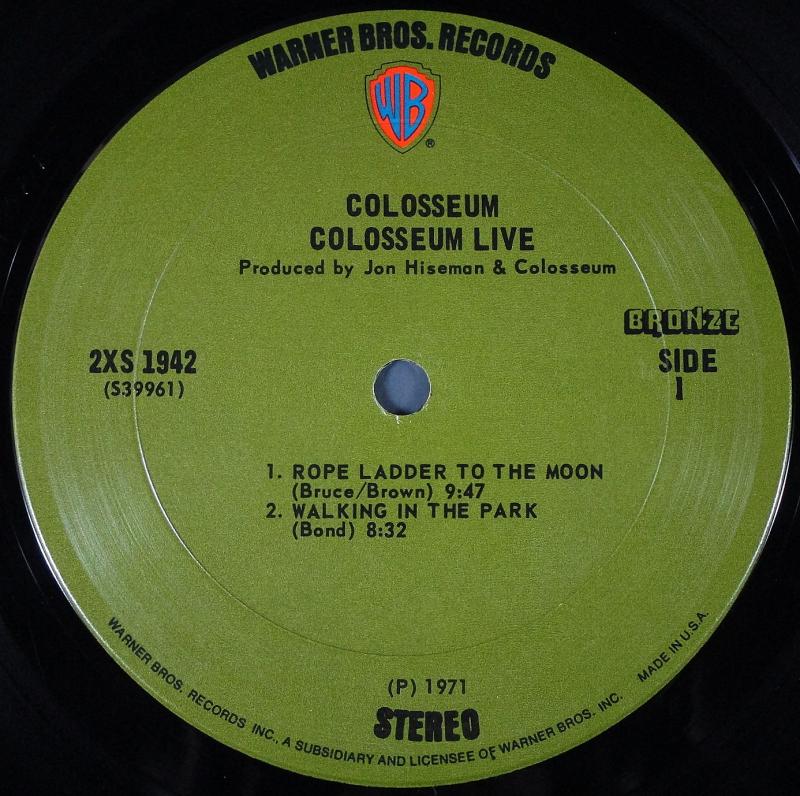 WARNER BROS. RECORDS
WB
®
COLOSSEUM
COLOSSEUM LIVE
Produced by Jon Hiseman & Colosseum
BRONZE
2XS 1942
(S39961)
SIDE
1
1. ROPE LADDER TO THE MOON
(Bruce/Brown) 9:47
2. WALKING IN THE PARK
(Bond) 8:32
(P) 1971
STEREO
WARNER BROS. RECORDS INC., A SUBSIDIARY AND LICENSEE OF WARNER BROS. INC. MADE IN U.S.A.